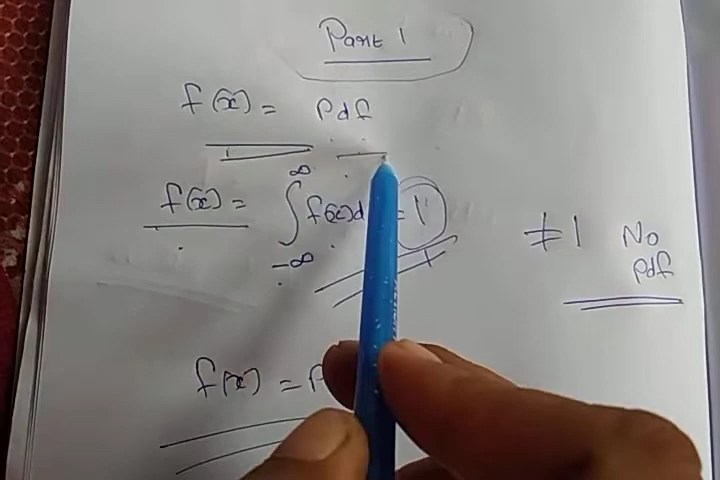 Part 1
f(x) = Pdf
f(x) = ∫_{-∞}^{∞} f(x)d = 1
≠1 No
pdf
f(x) = P